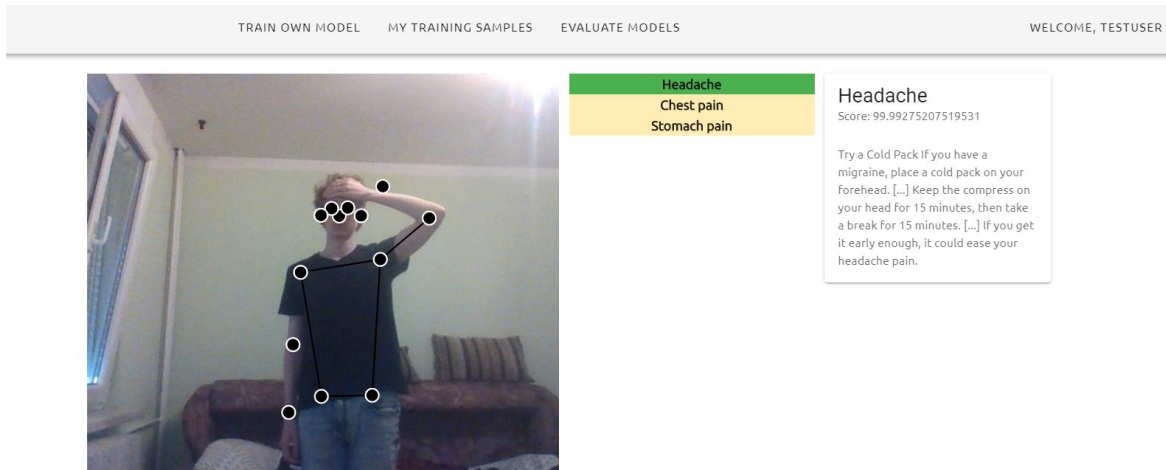 TRAIN OWN MODEL MY TRAINING SAMPLES EVALUATE MODELS WELCOME, TESTUSER
Headache
Chest pain
Stomach pain
Headache
Score: 99.99275207519531
Try a Cold Pack If you have a
migraine, place a cold pack on your
forehead. [...] Keep the compress on
your head for 15 minutes, then take
a break for 15 minutes. [...] If you get
it early enough, it could ease your
headache pain.